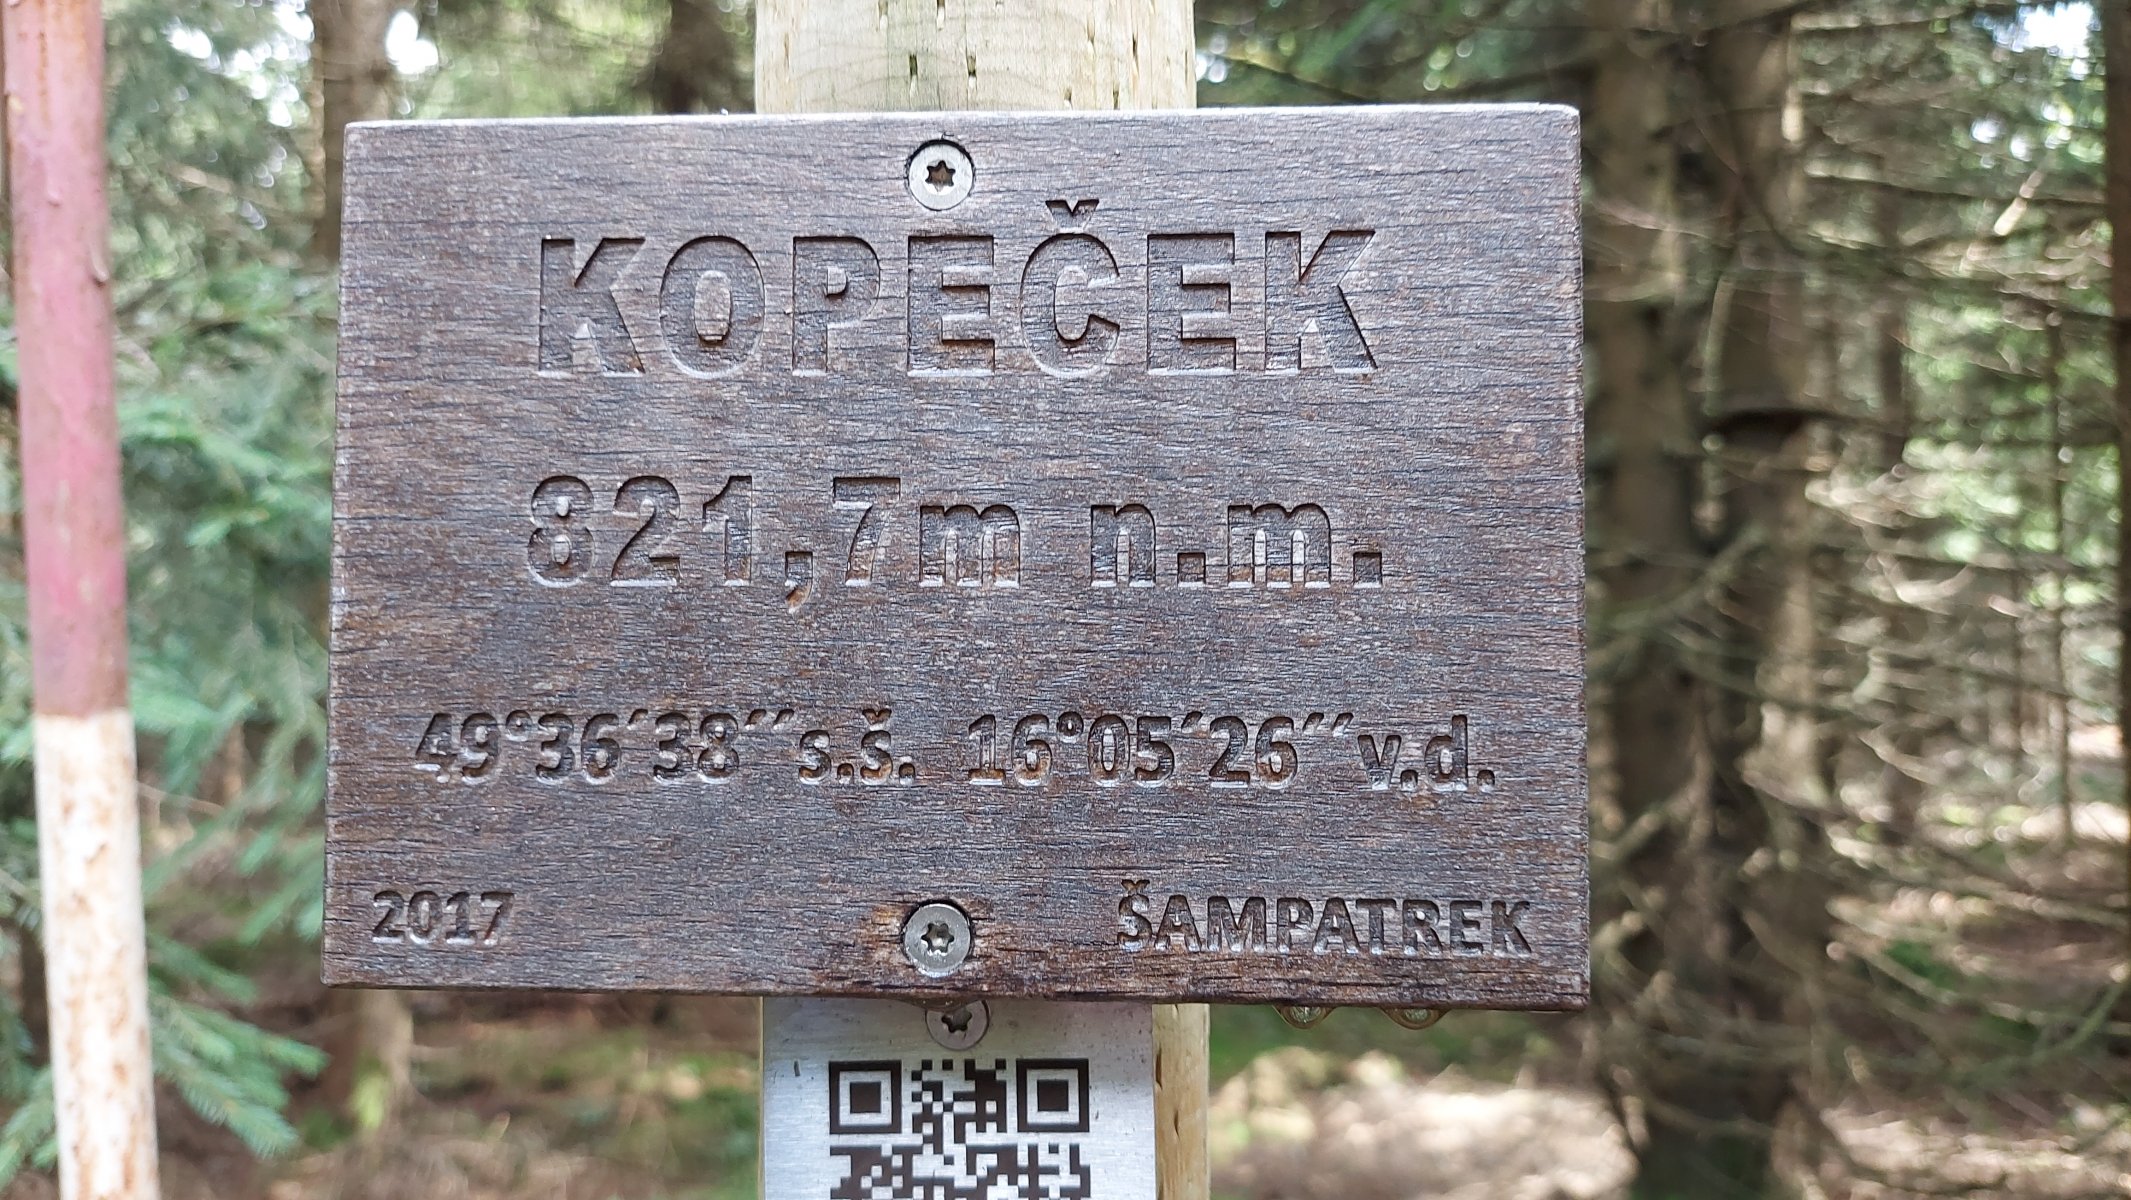 KOPEČEK
821,7m n.m.
49°36´38´´s.š. 16°05´26´´v.d.
2017 ŠAMPATREK